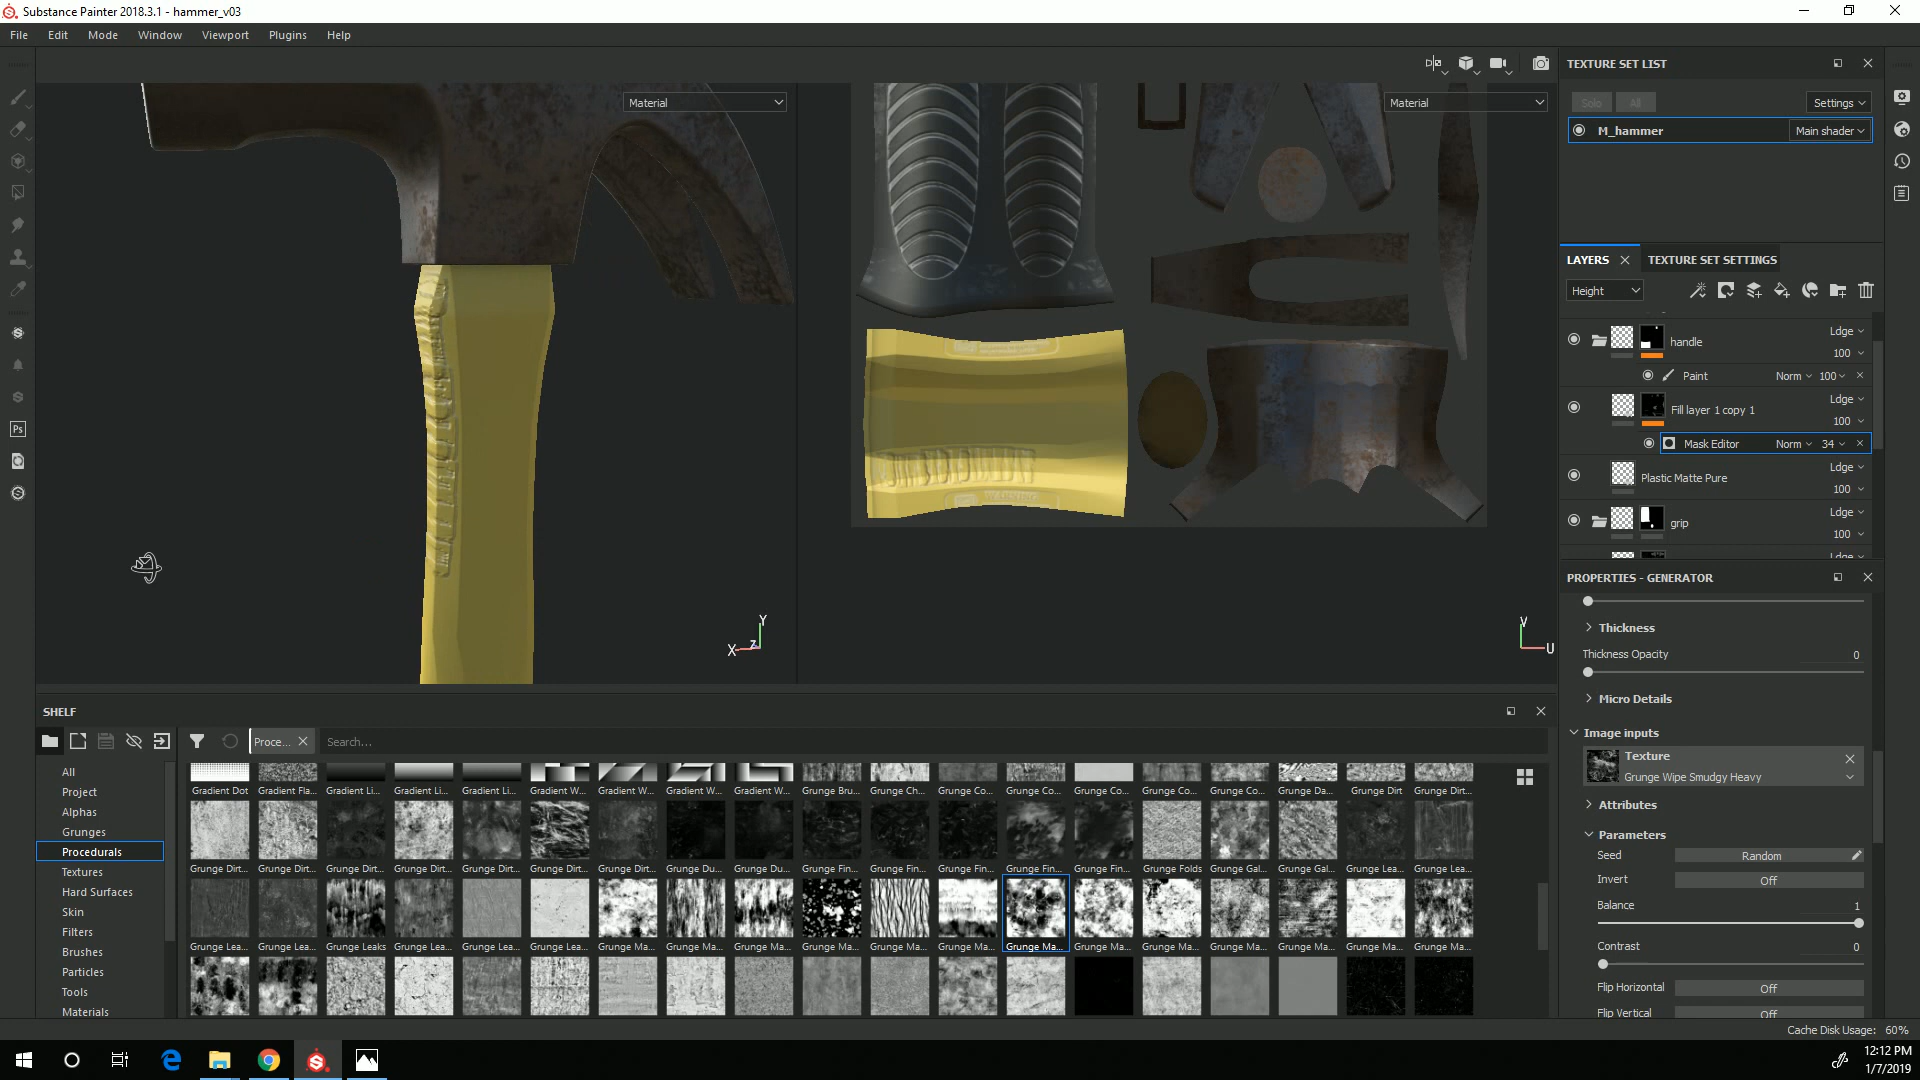 Substance Painter 2018.3.1 - hammer_v03
File Edit Mode Window Viewport Plugins Help
Material
Material
TEXTURE SET LIST
Solo All Settings
M_hammer Main shader
LAYERS TEXTURE SET SETTINGS
Height
handle Ldge 100
Paint Norm 100
Fill layer 1 copy 1 Ldge 100
Mask Editor Norm 34
Plastic Matte Pure Ldge 100
grip Ldge 100
Ldge
X Y Z
V U
PROPERTIES - GENERATOR
Thickness
Thickness Opacity 0
Micro Details
Image inputs
Texture
Grunge Wipe Smudgy Heavy
Attributes
Parameters
Seed Random
Invert Off
Balance 1
Contrast 0
Flip Horizontal Off
Flip Vertical Off
SHELF
Proce... Search...
All
Project
Alphas
Grunges
Procedurals
Textures
Hard Surfaces
Skin
Filters
Brushes
Particles
Tools
Materials
Gradient Dot Gradient Fla... Gradient Li... Gradient Li... Gradient Li... Gradient W... Gradient W... Gradient W... Gradient W... Grunge Bru... Grunge Ch... Grunge Co... Grunge Co... Grunge Co... Grunge Co... Grunge Co... Grunge Da... Grunge Dirt Grunge Dirt...
Grunge Dirt... Grunge Dirt... Grunge Dirt... Grunge Dirt... Grunge Dirt... Grunge Dirt... Grunge Dirt... Grunge Du... Grunge Du... Grunge Fin... Grunge Fin... Grunge Fin... Grunge Fin... Grunge Fin... Grunge Folds Grunge Gal... Grunge Gal... Grunge Lea... Grunge Lea...
Grunge Lea... Grunge Lea... Grunge Leaks Grunge Lea... Grunge Lea... Grunge Lea... Grunge Ma... Grunge Ma... Grunge Ma... Grunge Ma... Grunge Ma... Grunge Ma... Grunge Ma... Grunge Ma... Grunge Ma... Grunge Ma... Grunge Ma... Grunge Ma... Grunge Ma...
Cache Disk Usage: 60%
Ps
12:12 PM
1/7/2019